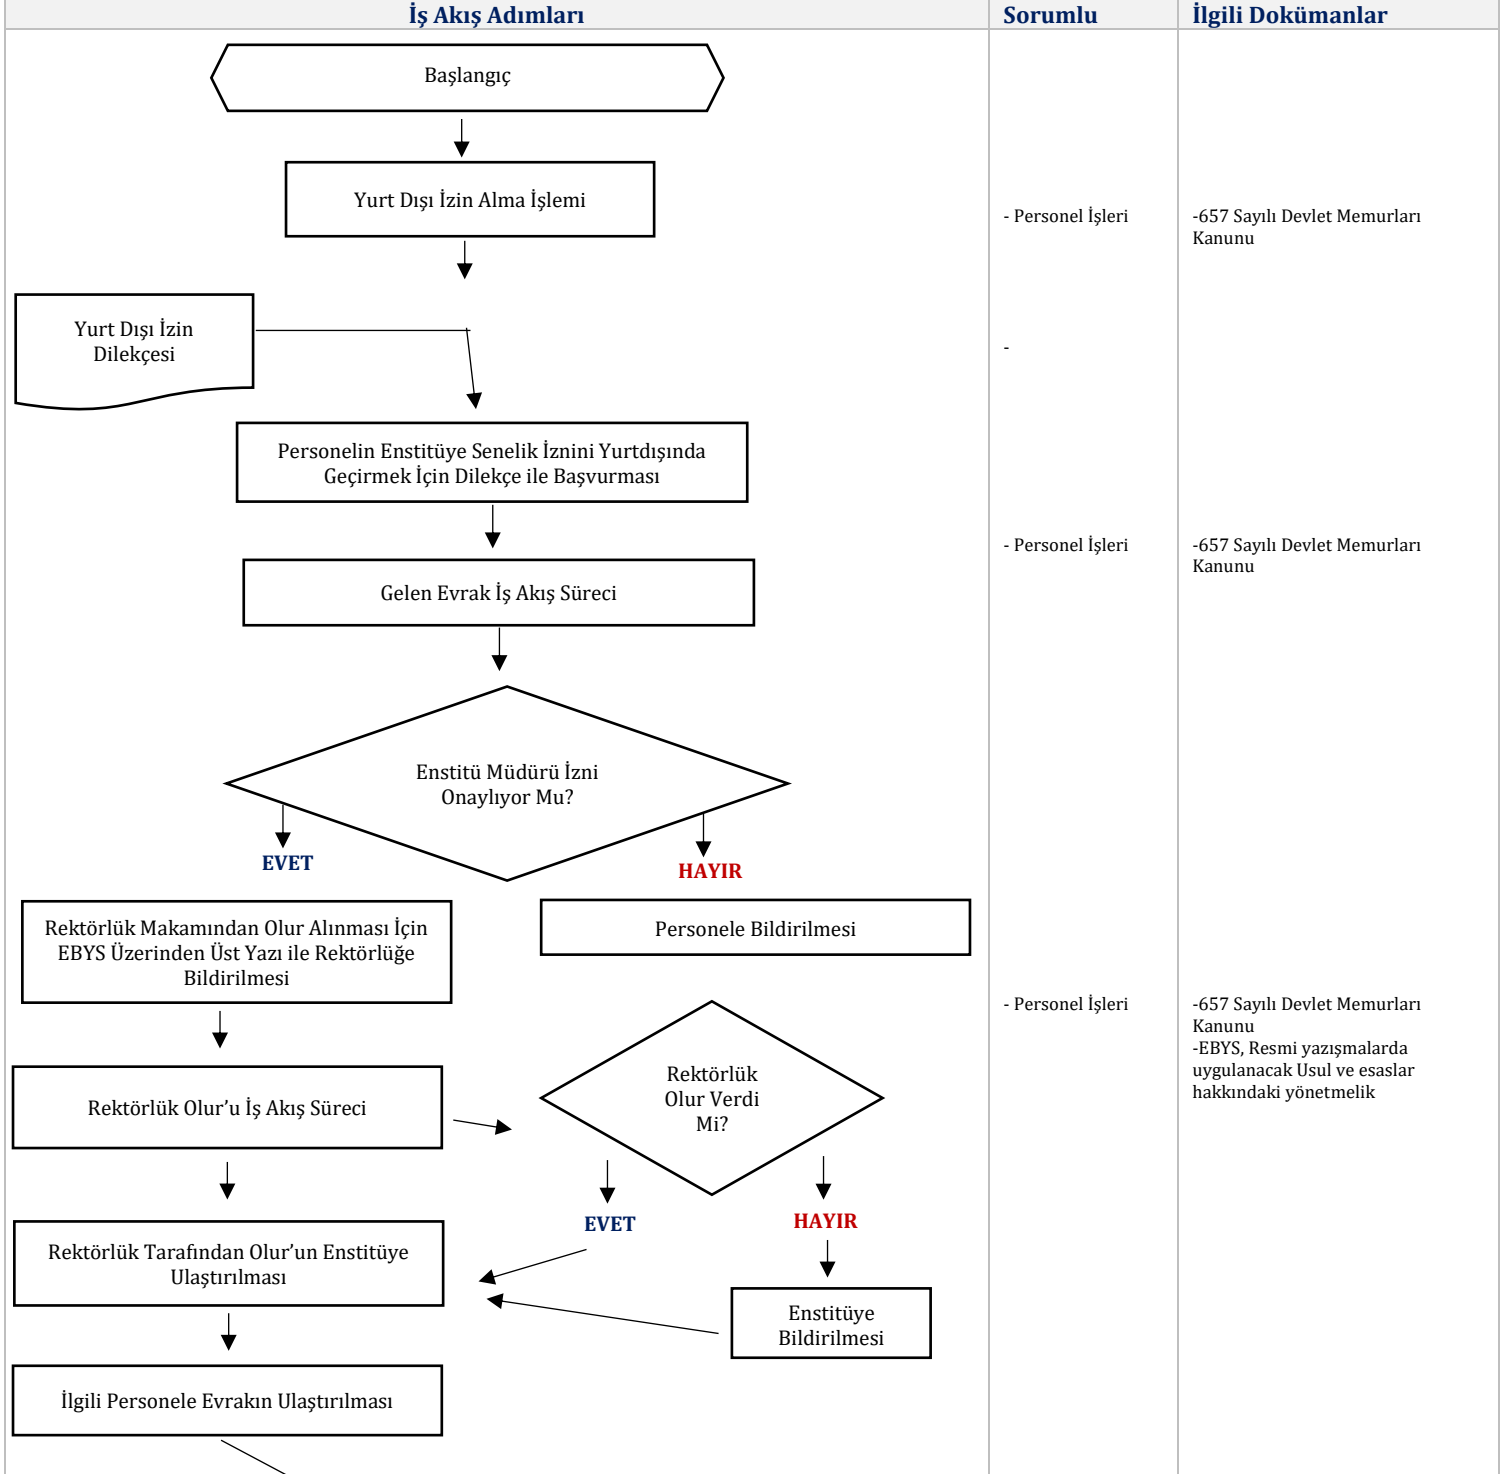 İş Akış Adımları
Sorumlu
İlgili Dokümanlar
Başlangıç
Yurt Dışı İzin Alma İşlemi
- Personel İşleri
-657 Sayılı Devlet Memurları
Kanunu
Yurt Dışı İzin
Dilekçesi
-
Personelin Enstitüye Senelik İznini Yurtdışında
Geçirmek İçin Dilekçe ile Başvurması
- Personel İşleri
-657 Sayılı Devlet Memurları
Kanunu
Gelen Evrak İş Akış Süreci
Enstitü Müdürü İzni
Onaylıyor Mu?
EVET
HAYIR
Rektörlük Makamından Olur Alınması İçin
EBYS Üzerinden Üst Yazı ile Rektörlüğe
Bildirilmesi
Personele Bildirilmesi
- Personel İşleri
-657 Sayılı Devlet Memurları
Kanunu
-EBYS, Resmi yazışmalarda
uygulanacak Usul ve esaslar
hakkındaki yönetmelik
Rektörlük Olur’u İş Akış Süreci
Rektörlük
Olur Verdi
Mi?
EVET
HAYIR
Rektörlük Tarafından Olur’un Enstitüye
Ulaştırılması
Enstitüye
Bildirilmesi
İlgili Personele Evrakın Ulaştırılması